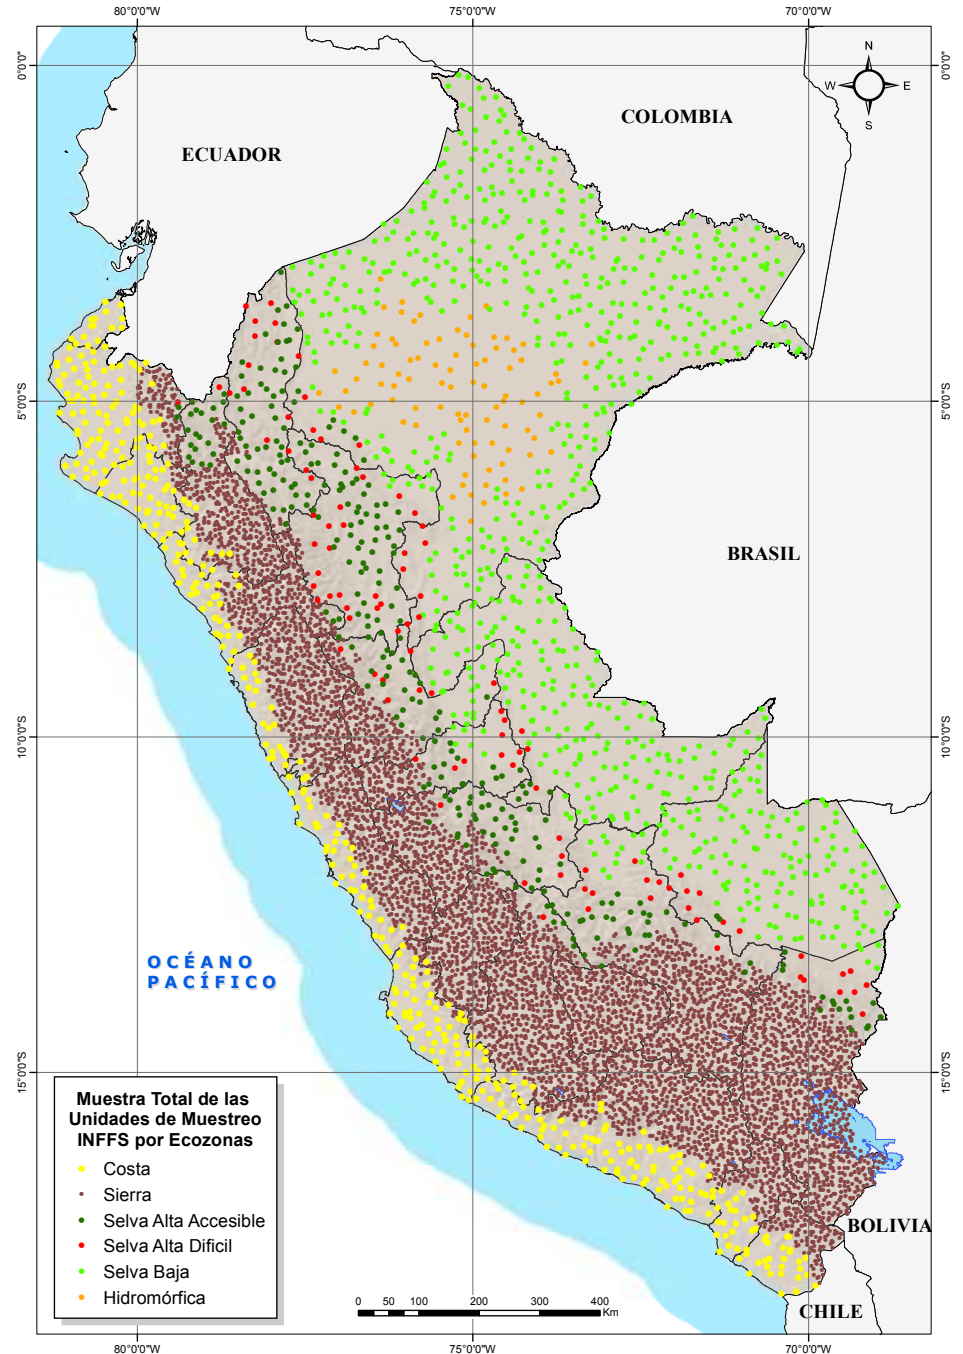 80°0'0"W 75°0'0"W 70°0'0"W
0°0'0" 0°0'0"
N
W E
S
COLOMBIA
ECUADOR
5°0'0"S 5°0'0"S
BRASIL
10°0'0"S 10°0'0"S
OCÉANO
PACÍFICO
15°0'0"S 15°0'0"S
Muestra Total de las
Unidades de Muestreo
INFFS por Ecozonas
Costa
Sierra
Selva Alta Accesible
Selva Alta Dificil
Selva Baja
Hidromórfica
BOLIVIA
CHILE
0 50 100 200 300 400
Km
80°0'0"W 75°0'0"W 70°0'0"W